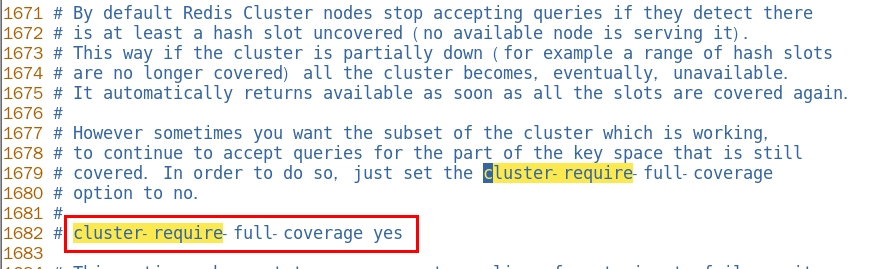 1671 # By default Redis Cluster nodes stop accepting queries if they detect there
1672 # is at least a hash slot uncovered (no available node is serving it).
1673 # This way if the cluster is partially down (for example a range of hash slots
1674 # are no longer covered) all the cluster becomes, eventually, unavailable.
1675 # It automatically returns available as soon as all the slots are covered again.
1676 #
1677 # However sometimes you want the subset of the cluster which is working,
1678 # to continue to accept queries for the part of the key space that is still
1679 # covered. In order to do so, just set the cluster-require-full-coverage
1680 # option to no.
1681 #
1682 # cluster-require-full-coverage yes
1683